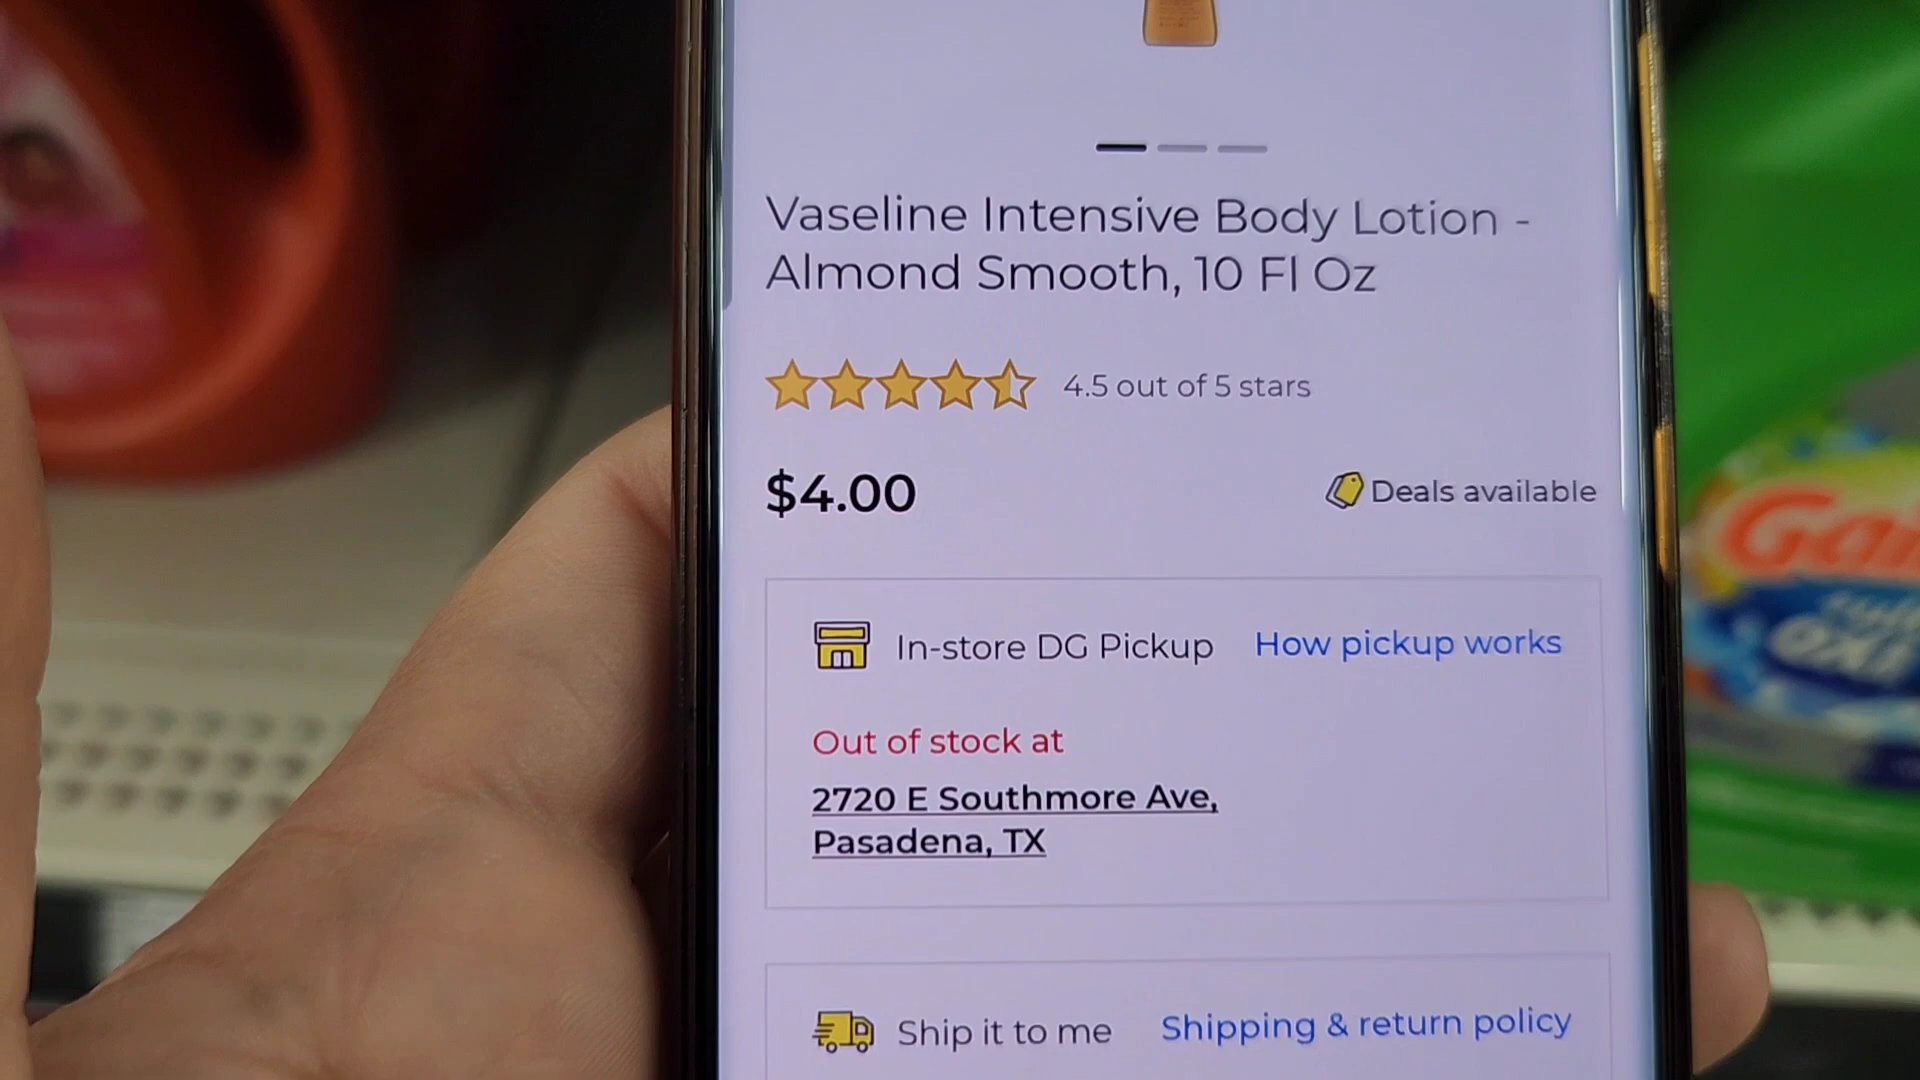 Vaseline Intensive Body Lotion -
Almond Smooth, 10 Fl Oz
4.5 out of 5 stars
$4.00
Deals available
In-store DG Pickup
How pickup works
Out of stock at
2720 E Southmore Ave,
Pasadena, TX
Ship it to me
Shipping & return policy
OXI